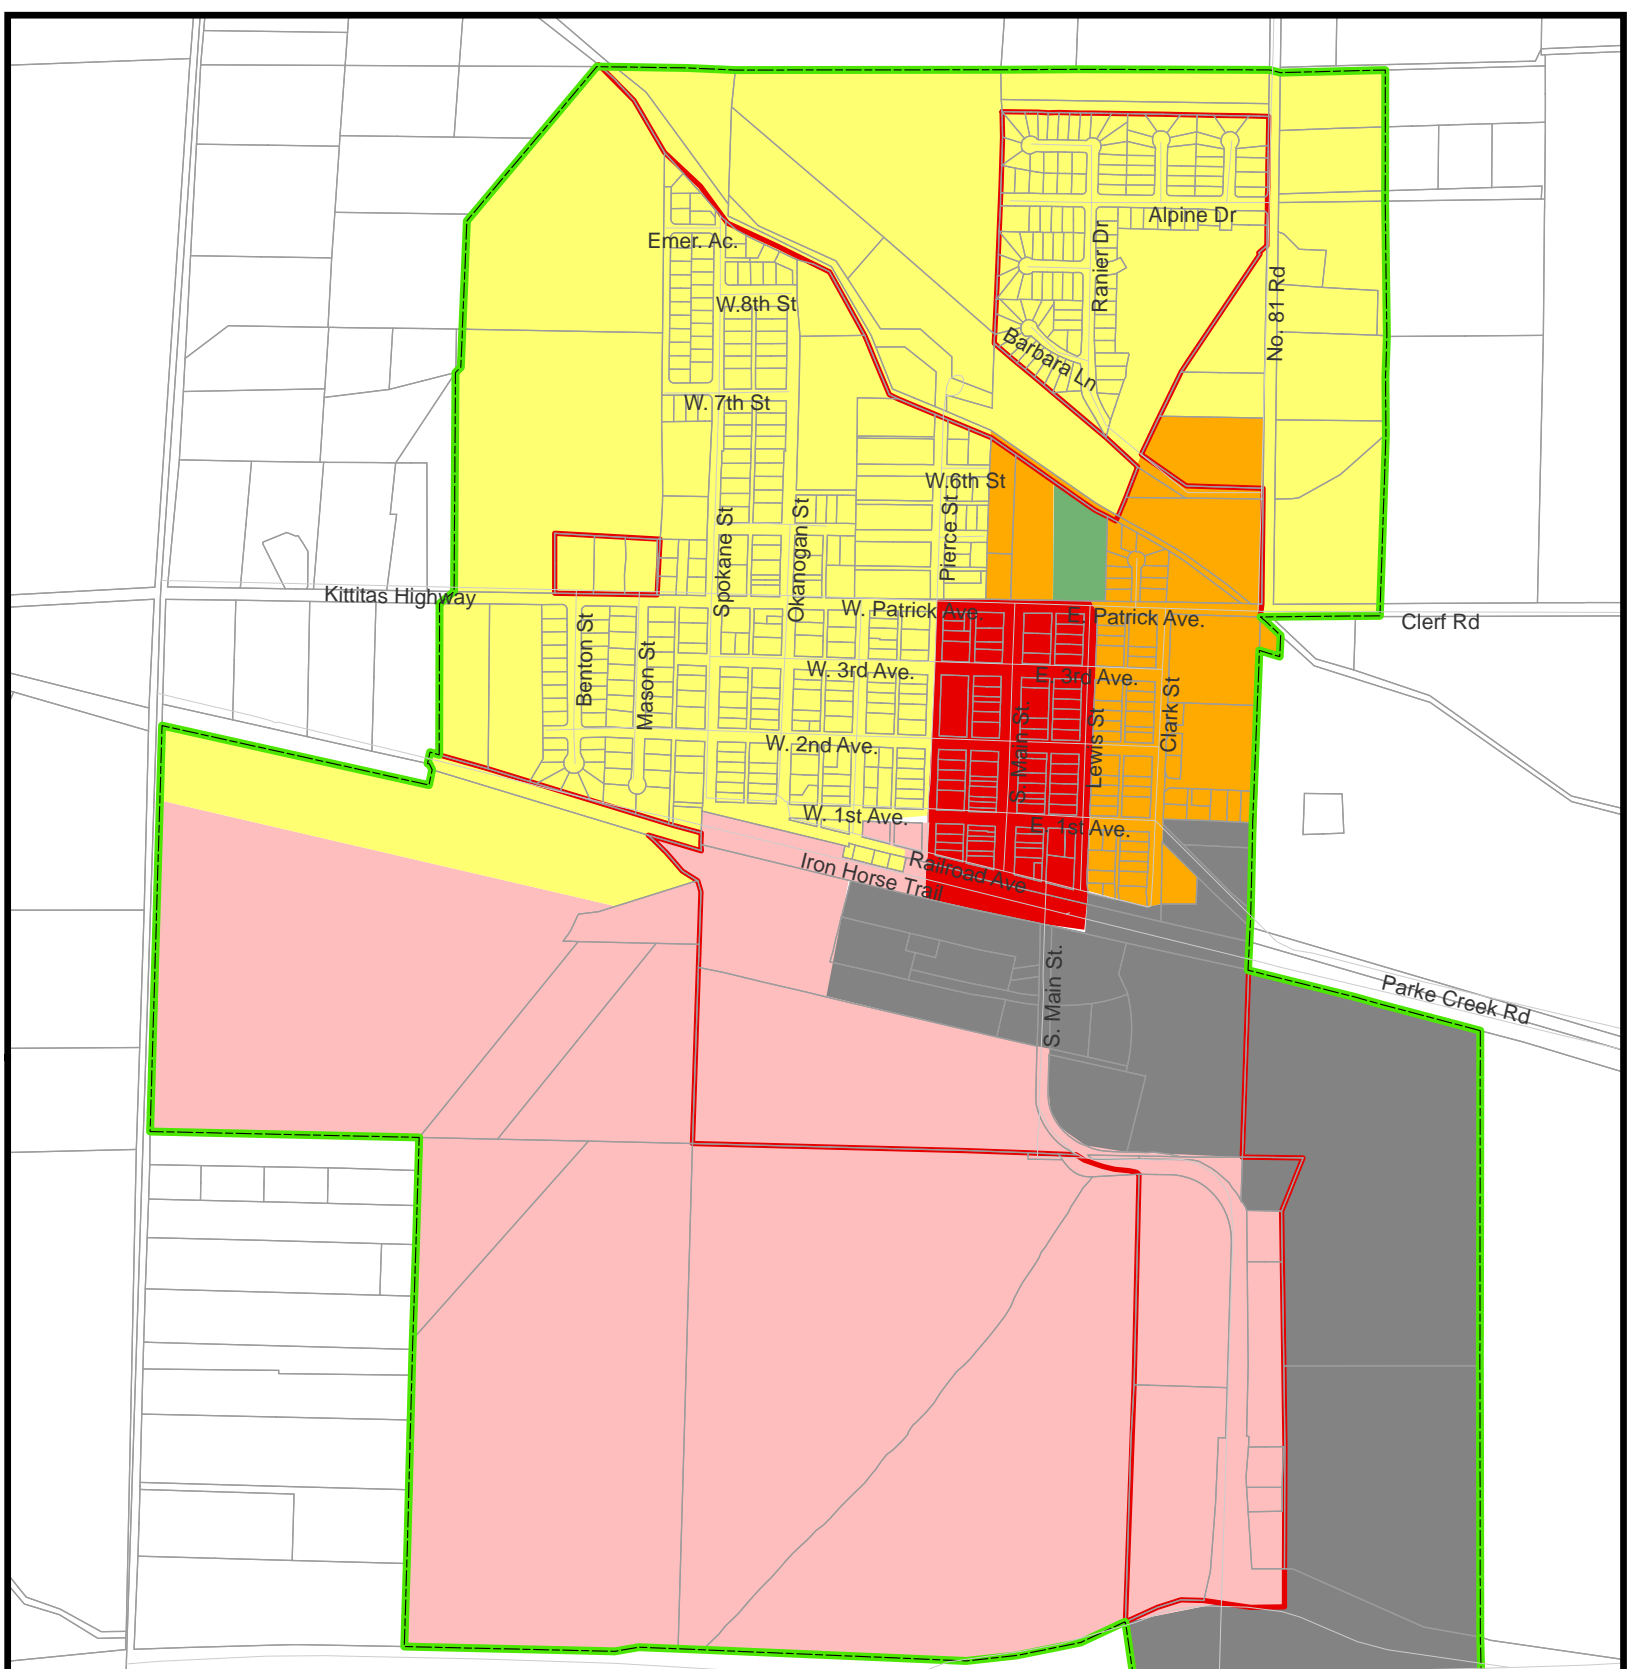 Alpine Dr
Emer. Ac.
Ranier Dr
W.8th St
No. 81 Rd
Barbara Ln
W. 7th St
W.6th St
Pierce St
Spokane St
Okanogan St
Kittitas Highway
W. Patrick Ave.
E. Patrick Ave.
Clerf Rd
Benton St
Mason St
W. 3rd Ave.
E. 3rd Ave.
Clark St
W. 2nd Ave.
S. Main St.
Lewis St
W. 1st Ave.
E. 1st Ave.
Railroad Ave
Iron Horse Trail
S. Main St.
Parke Creek Rd